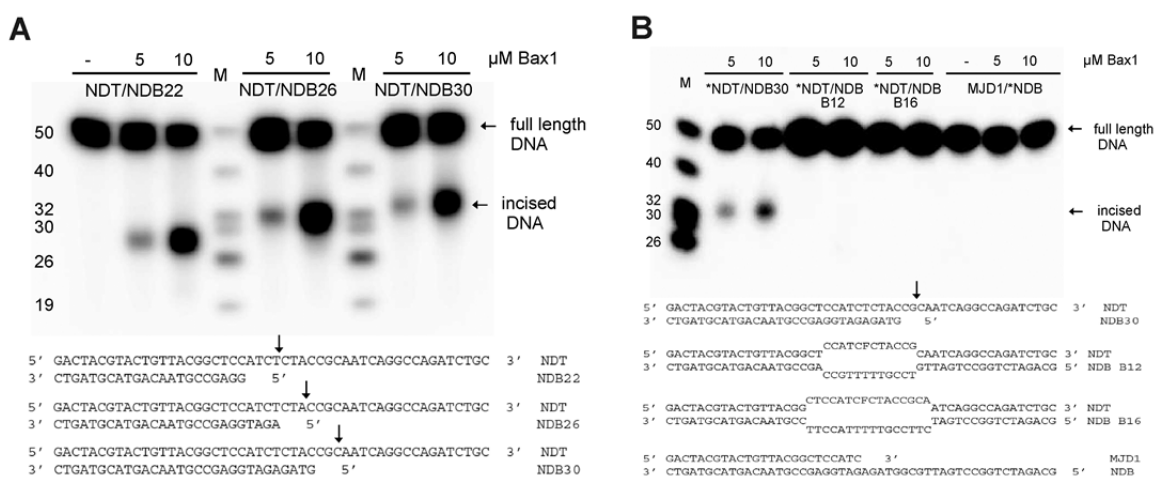 A
- 5 10 5 10 5 10 µM Bax1
M M
NDT/NDB22 NDT/NDB26 NDT/NDB30
50
40
32
30
26
19
← full length
DNA
← incised
DNA
5' GACTACGTACTGTTACGGCTCCATCTCTACCGCAATCAGGCCAGATCTGC 3' NDT
3' CTGATGCATGACAATGCCGAGG 5' NDB22
5' GACTACGTACTGTTACGGCTCCATCTCTACCGCAATCAGGCCAGATCTGC 3' NDT
3' CTGATGCATGACAATGCCGAGGTAGA 5' NDB26
5' GACTACGTACTGTTACGGCTCCATCTCTACCGCAATCAGGCCAGATCTGC 3' NDT
3' CTGATGCATGACAATGCCGAGGTAGAGATG 5' NDB30
B
5 10 5 10 5 10 - 5 10 µM Bax1
M *NDT/NDB30 *NDT/NDB *NDT/NDB MJD1/*NDB
B12 B16
50
40
32
30
26
← full length
DNA
← incised
DNA
5' GACTACGTACTGTTACGGCTCCATCTCTACCGCAATCAGGCCAGATCTGC 3' NDT
3' CTGATGCATGACAATGCCGAGGTAGAGATG 5' NDB30
CCATCFCTACCG
5' GACTACGTACTGTTACGGCT CAATCAGGCCAGATCTGC 3' NDT
3' CTGATGCATGACAATGCCGA GTTAGTCCGGTCTAGACG 5' NDB B12
CCGTTTTTGCCT
CTCCATCFCTACCGCA
5' GACTACGTACTGTTACGG ATCAGGCCAGATCTGC 3' NDT
3' CTGATGCATGACAATGCC TAGTCCGGTCTAGACG 5' NDB B16
TTCCATTTTTGCCTTC
5' GACTACGTACTGTTACGGCTCCATC 3' MJD1
3' CTGATGCATGACAATGCCGAGGTAGAGATGGCGTTAGTCCGGTCTAGACG 5' NDB